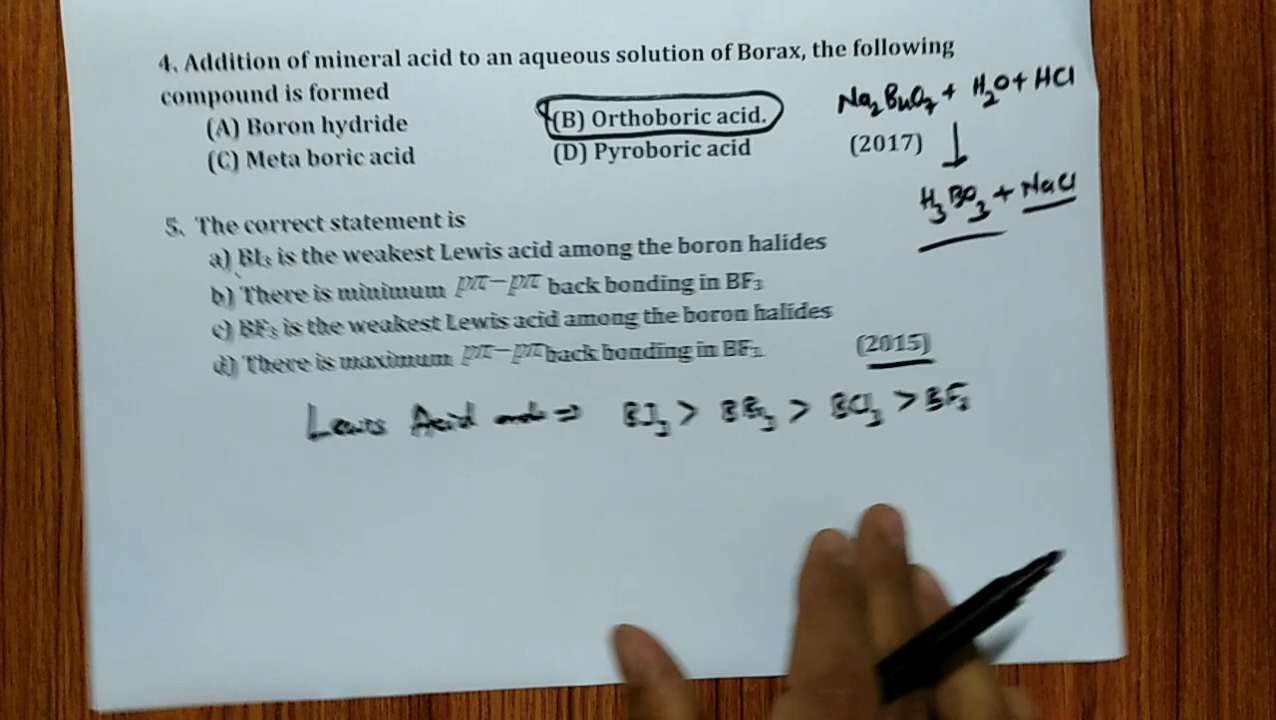 4. Addition of mineral acid to an aqueous solution of Borax, the following
compound is formed
Na₂B₄O₇ + H₂O + HCl
(A) Boron hydride (B) Orthoboric acid.
(C) Meta boric acid (D) Pyroboric acid (2017) ↓
H₃BO₃ + NaCl
5. The correct statement is
a) BI₃ is the weakest Lewis acid among the boron halides
b) There is minimum pπ-pπ back bonding in BF₃
c) BF₃ is the weakest Lewis acid among the boron halides
d) There is maximum pπ-pπ back bonding in BF₃. (2015)
Lewis Acid ⇒ BI₃ > BBr₃ > BCl₃ > BF₃